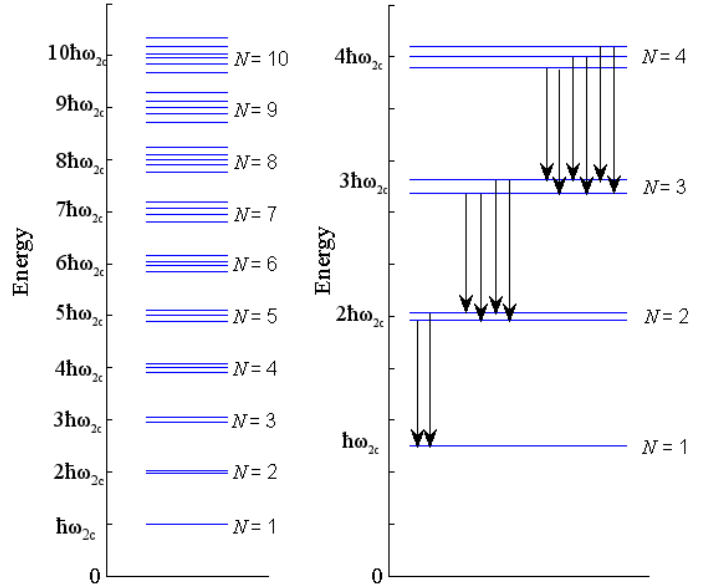 10ħω₂c
N = 10
9ħω₂c
N = 9
8ħω₂c
N = 8
7ħω₂c
N = 7
6ħω₂c
N = 6
5ħω₂c
N = 5
4ħω₂c
N = 4
3ħω₂c
N = 3
2ħω₂c
N = 2
ħω₂c
N = 1
0
Energy
4ħω₂c
N = 4
3ħω₂c
N = 3
2ħω₂c
N = 2
ħω₂c
N = 1
0
Energy